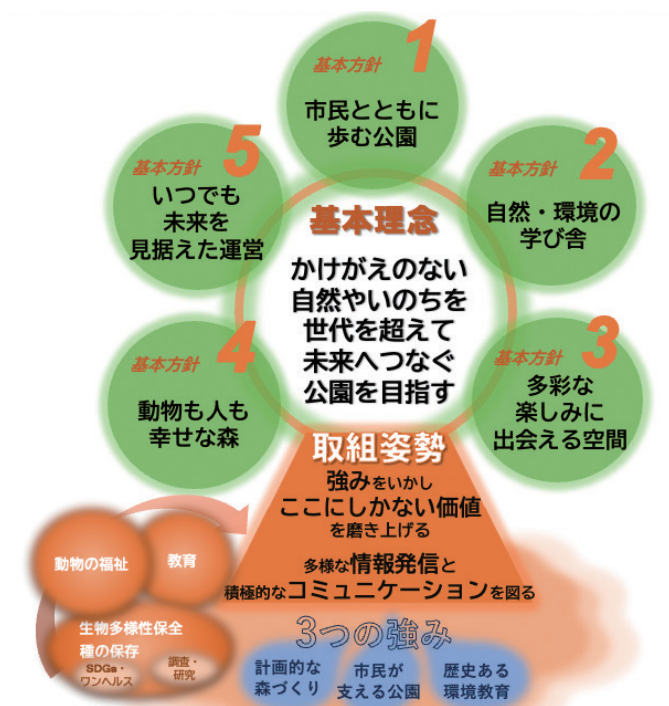 基本方針 1
市民とともに
歩む公園
基本方針 2
自然・環境の
学び舎
基本方針 3
多彩な
楽しみに
出会える空間
基本方針 4
動物も人も
幸せな森
基本方針 5
いつでも
未来を
見据えた運営
基本理念
かけがえのない
自然やいのちを
世代を超えて
未来へつなぐ
公園を目指す
取組姿勢
強みをいかし
ここにしかない価値
を磨き上げる
多様な情報発信と
積極的なコミュニケーションを図る
動物の福祉
教育
生物多様性保全
種の保存
SDGs・
ワンヘルス
調査・
研究
3つの強み
計画的な
森づくり
市民が
支える公園
歴史ある
環境教育